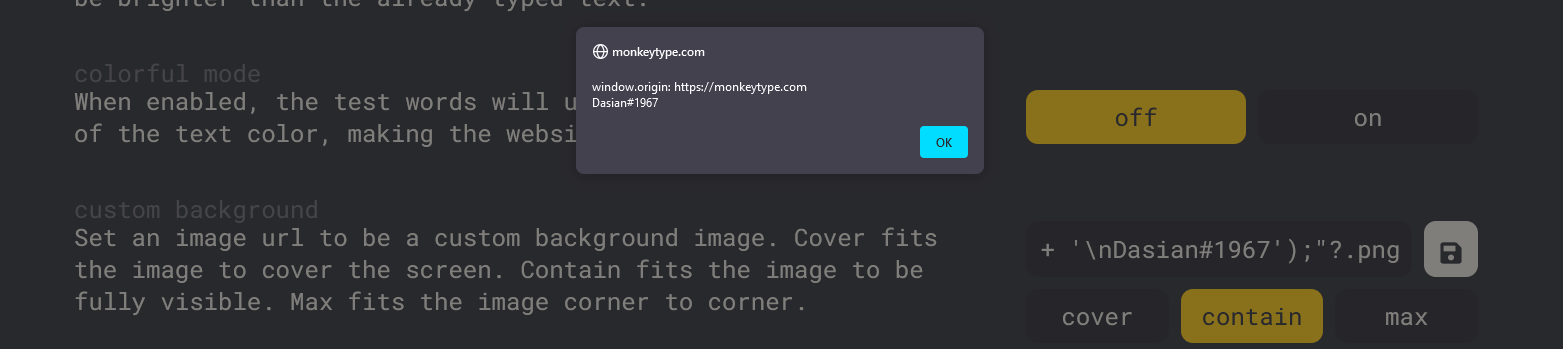 be brighter than the already typed text.
monkeytype.com
window.origin: https://monkeytype.com
Dasian#1967
OK
colorful mode
When enabled, the test words will u
of the text color, making the websi
off
on
custom background
Set an image url to be a custom background image. Cover fits
the image to cover the screen. Contain fits the image to be
fully visible. Max fits the image corner to corner.
+ '\nDasian#1967');"?.png
cover
contain
max